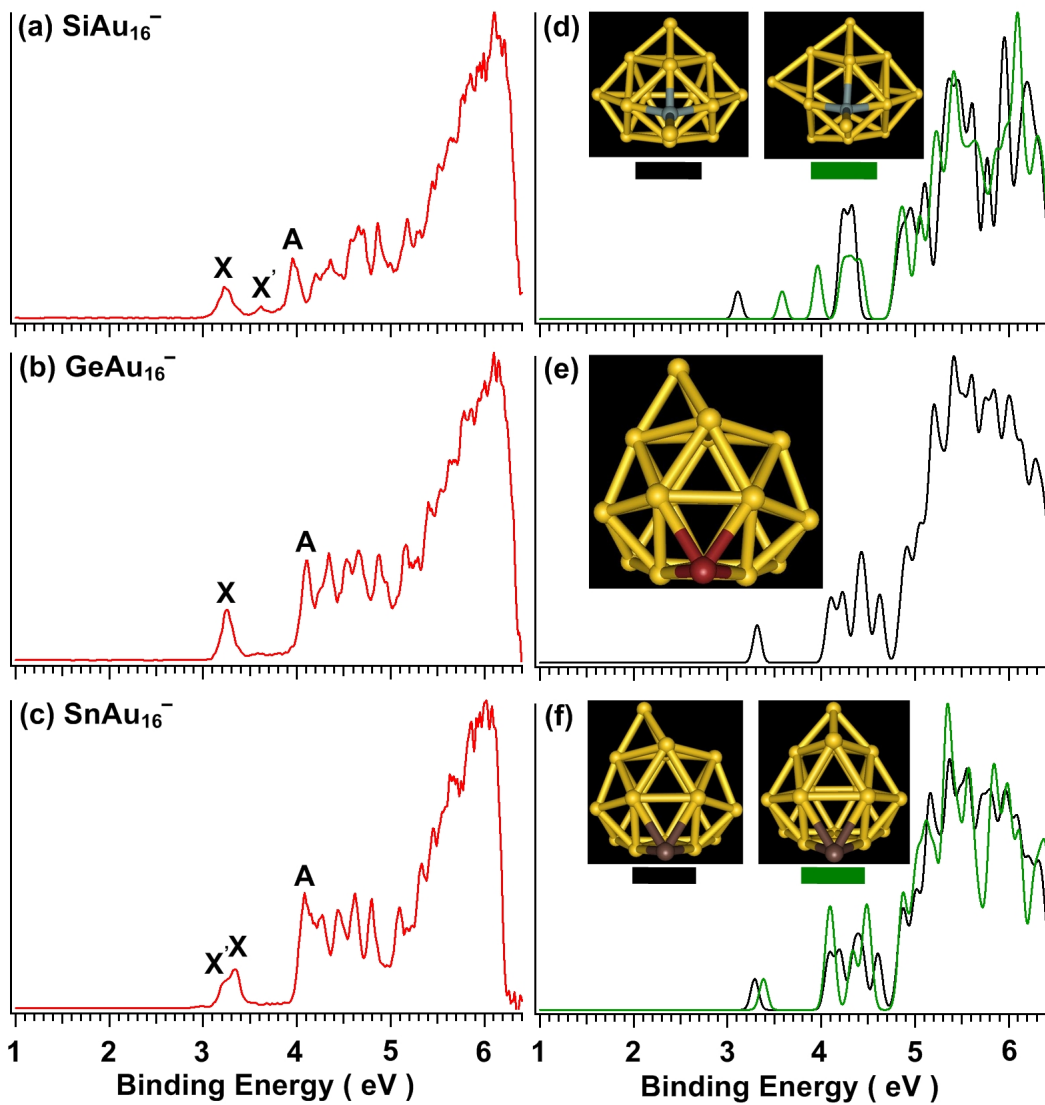 (a) SiAu16−
X
X'
A
(d)
(b) GeAu16−
X
A
(e)
(c) SnAu16−
X'X
A
(f)
1 2 3 4 5 6
Binding Energy ( eV )
1 2 3 4 5 6
Binding Energy ( eV )